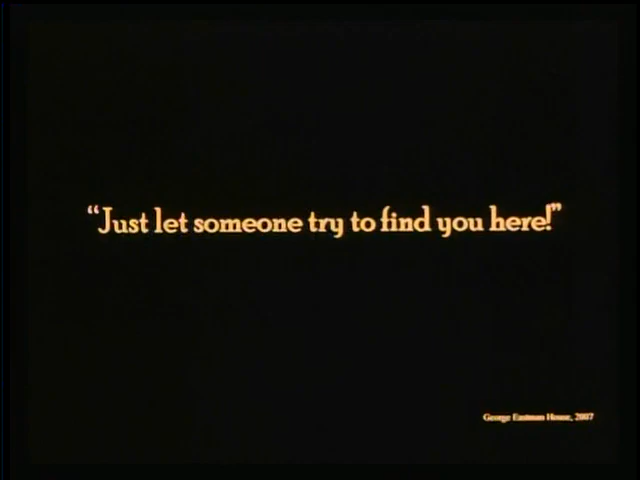 “Just let someone try to find you here!”
George Eastman House, 2007